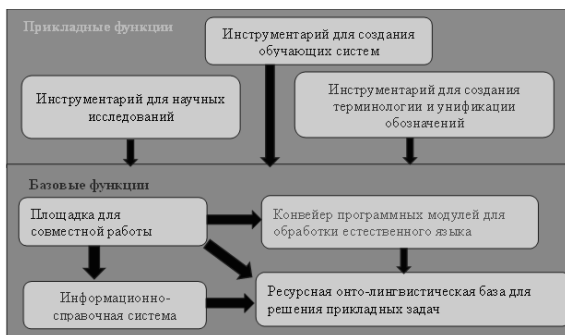 Прикладные функции
Инструментарий для создания
обучающих систем
Инструментарий для научных
исследований
Инструментарий для создания
терминологии и унификации
обозначений
Базовые функции
Площадка для
совместной работы
Конвейер программных модулей для
обработки естественного языка
Информационно-
справочная система
Ресурсная онто-лингвистическая база для
решения прикладных задач